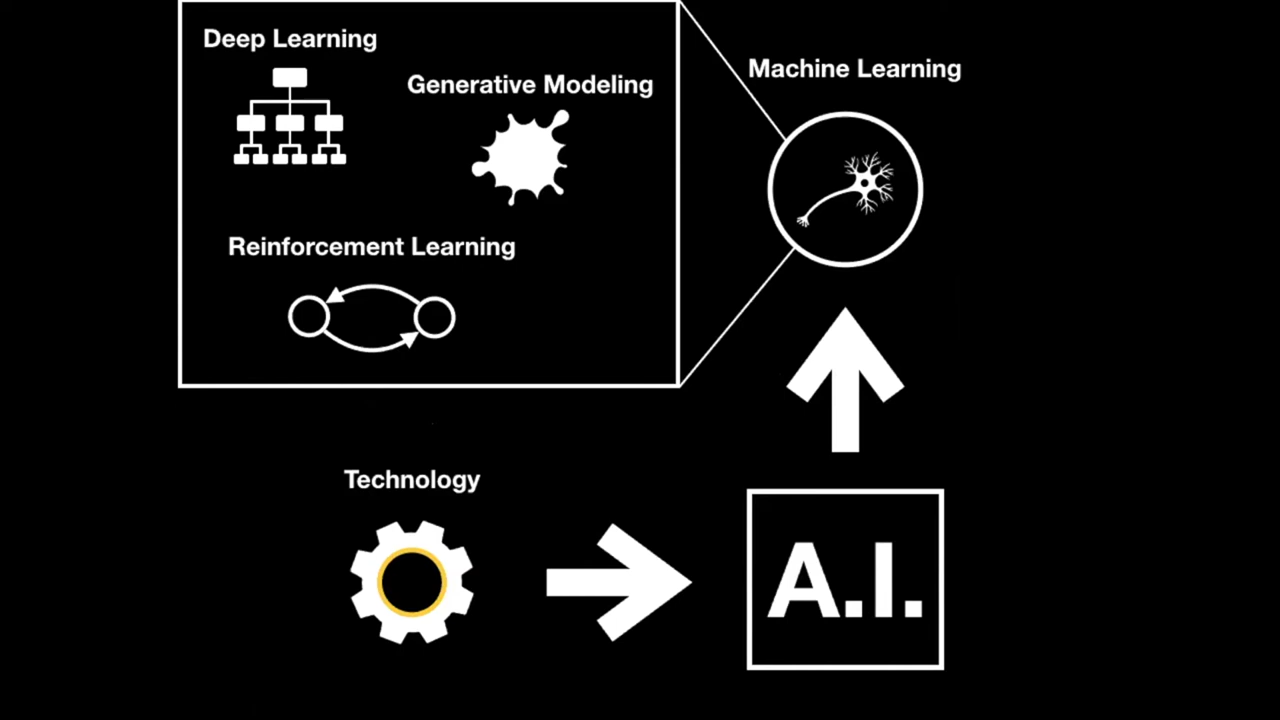 Deep Learning
Generative Modeling
Machine Learning
Reinforcement Learning
Technology
A.I.